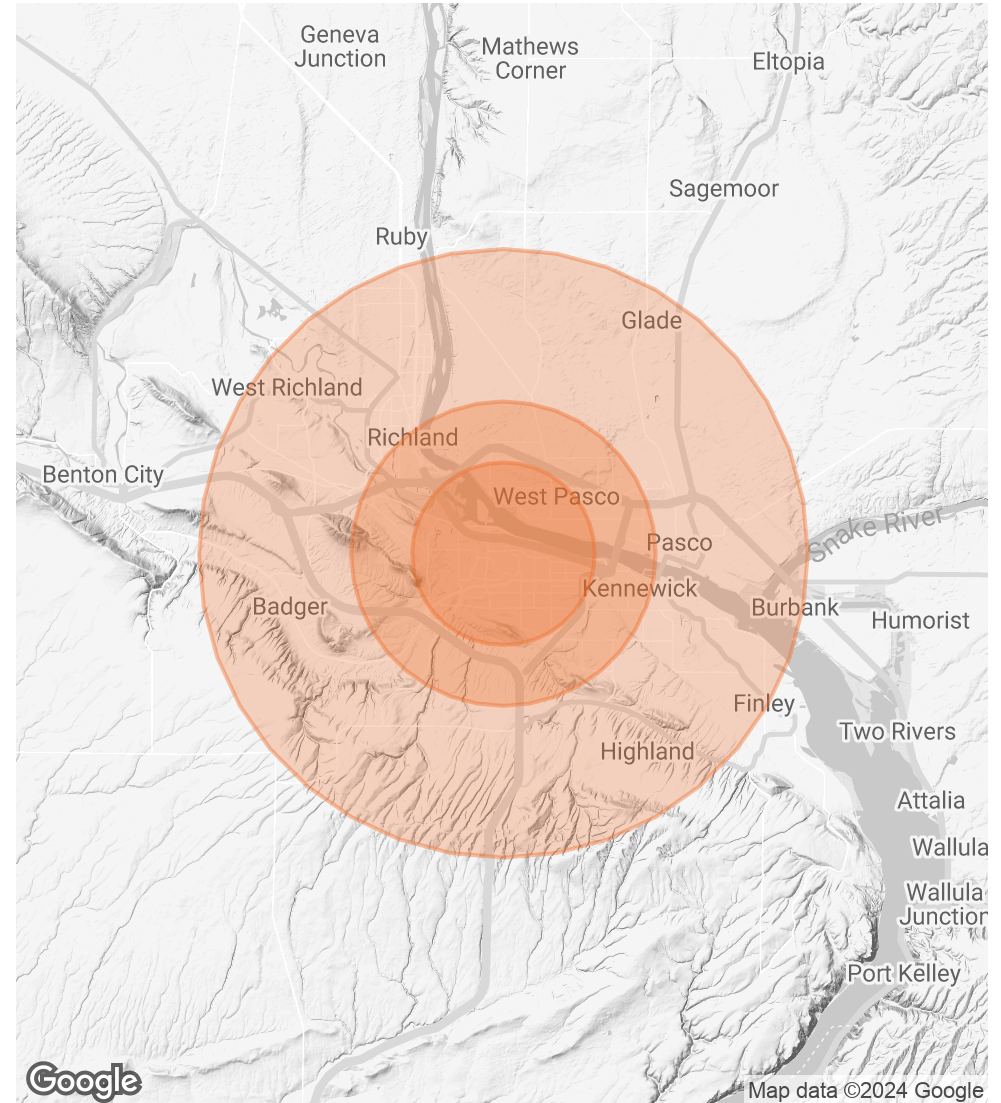 Geneva
Junction
Mathews
Corner
Eltopia
Sagemoor
Ruby
Glade
West Richland
Richland
Benton City
West Pasco
Snake River
Pasco
Kennewick
Badger
Burbank
Humorist
Finley
Two Rivers
Highland
Attalia
Wallula
Wallula
Junction
Port Kelley
Google
Map data ©2024 Google